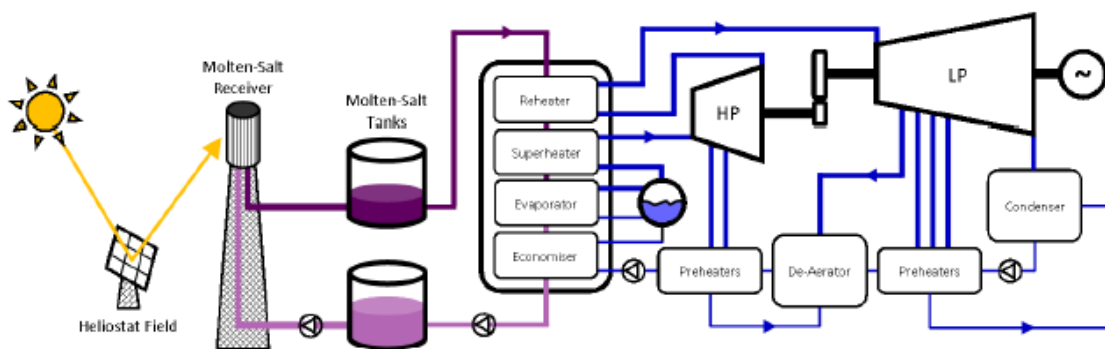 Molten-Salt
Receiver
Molten-Salt
Tanks
Heliostat Field
Reheater
Superheater
Evaporator
Economiser
HP
LP
~
Condenser
Preheaters
De-Aerator
Preheaters